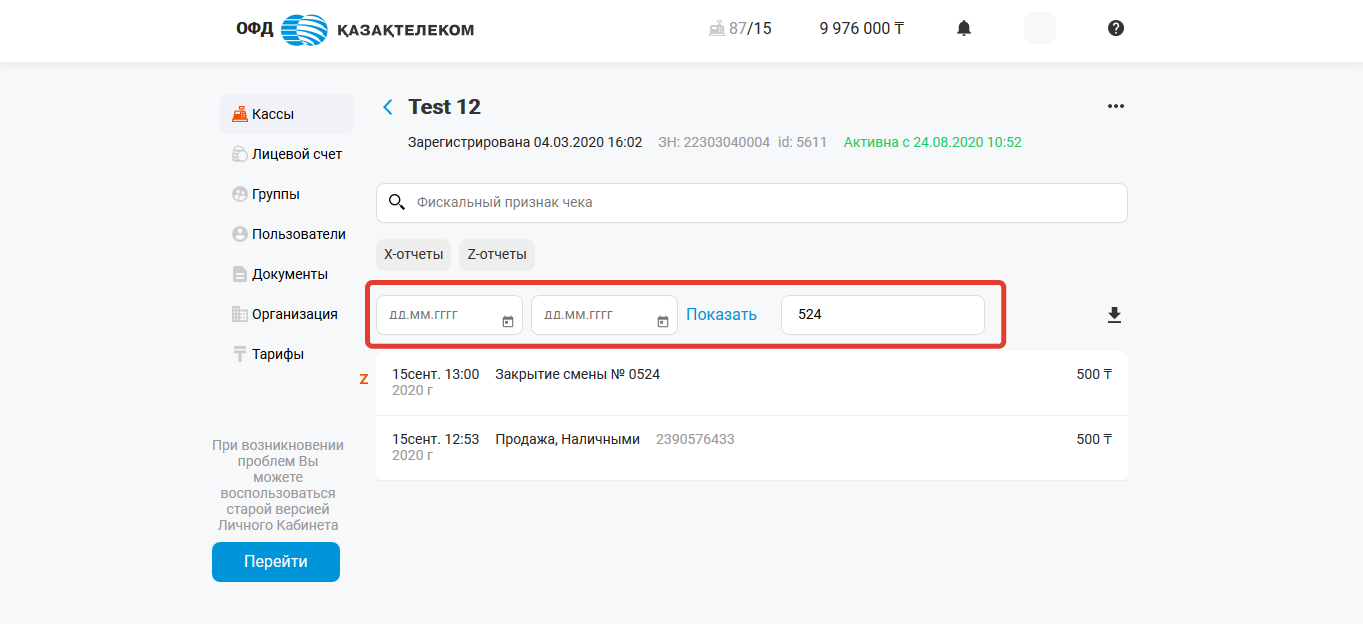 ОФД ҚАЗАҚТЕЛЕКОМ
87/15
9 976 000 ₸
Кассы
Лицевой счет
Группы
Пользователи
Документы
Организация
Тарифы
При возникновении
проблем Вы
можете
воспользоваться
старой версией
Личного Кабинета
Перейти
Test 12
Зарегистрирована 04.03.2020 16:02 ЗН: 22303040004 id: 5611 Активна с 24.08.2020 10:52
Фискальный признак чека
X-отчеты Z-отчеты
дд.мм.гггг дд.мм.гггг Показать 524
Z
15сент. 13:00 Закрытие смены № 0524 500 ₸
2020 г
15сент. 12:53 Продажа, Наличными 2390576433 500 ₸
2020 г